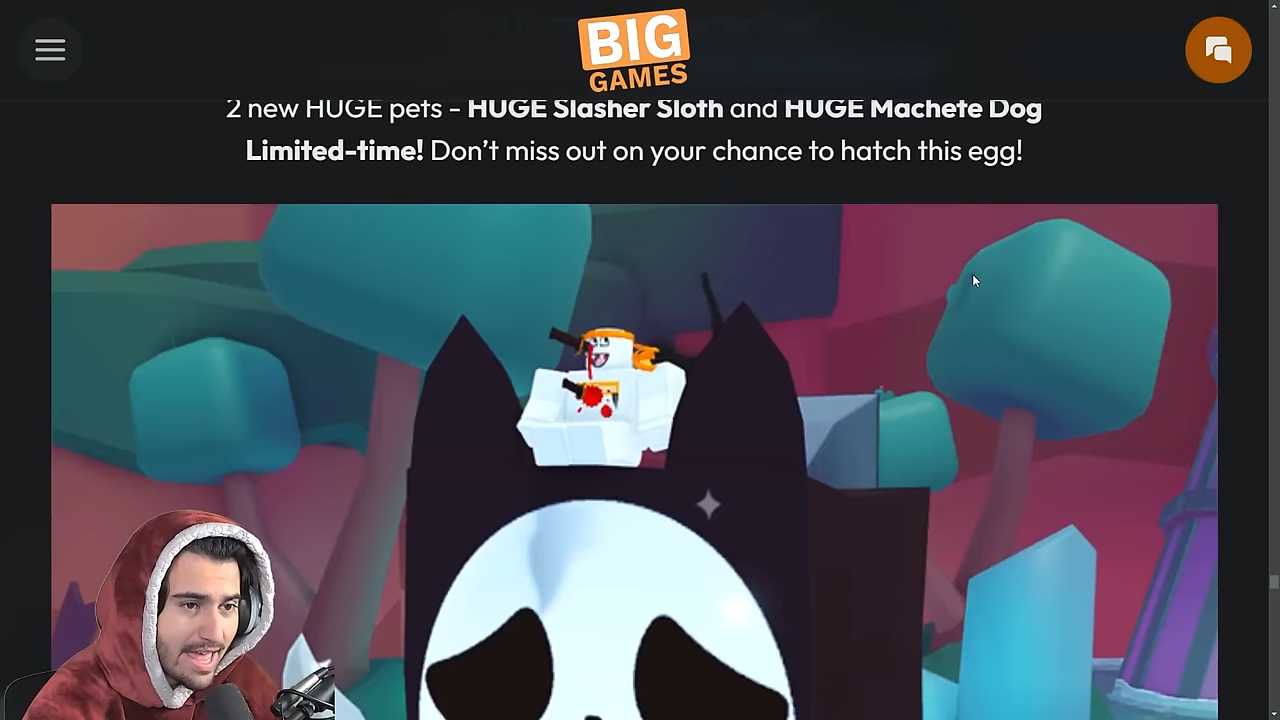 BIG
GAMES
2 new HUGE pets - HUGE Slasher Sloth and HUGE Machete Dog
Limited-time! Don’t miss out on your chance to hatch this egg!